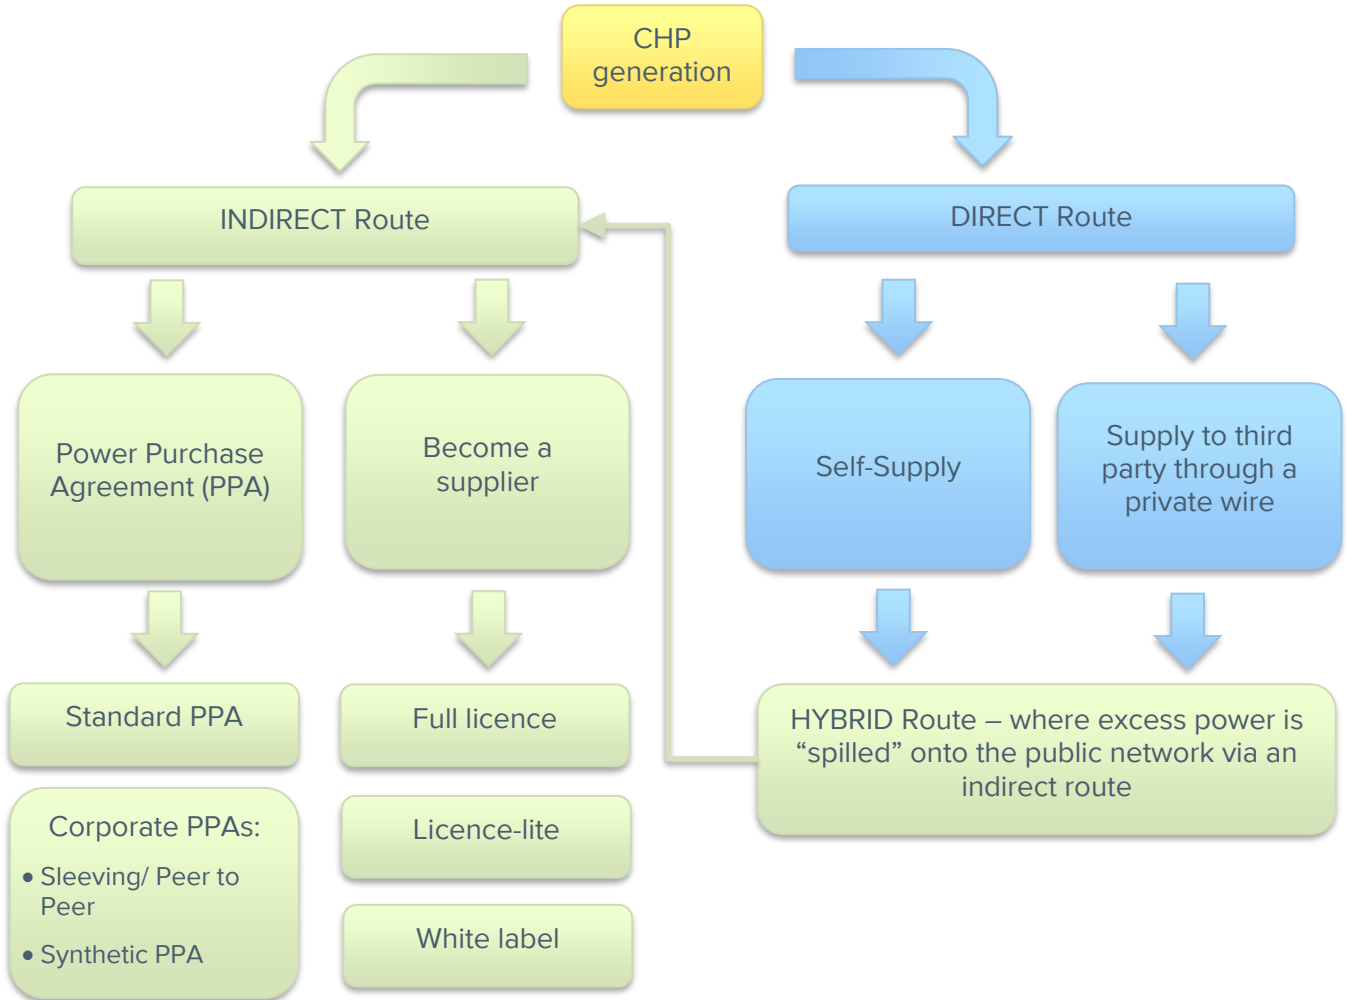 CHP
generation
INDIRECT Route
DIRECT Route
Power Purchase
Agreement (PPA)
Become a
supplier
Self-Supply
Supply to third
party through a
private wire
Standard PPA
Full licence
HYBRID Route – where excess power is
“spilled” onto the public network via an
indirect route
Corporate PPAs:
• Sleeving/ Peer to
Peer
• Synthetic PPA
Licence-lite
White label